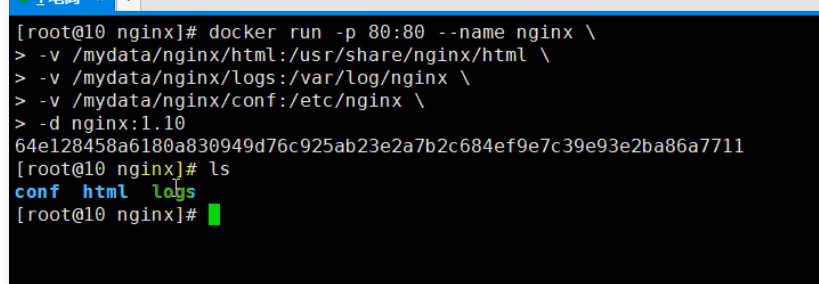 [root@10 nginx]# docker run -p 80:80 --name nginx \
> -v /mydata/nginx/html:/usr/share/nginx/html \
> -v /mydata/nginx/logs:/var/log/nginx \
> -v /mydata/nginx/conf:/etc/nginx \
> -d nginx:1.10
64e128458a6180a830949d76c925ab23e2a7b2c684ef9e7c39e93e2ba86a7711
[root@10 nginx]# ls
conf  html  logs
[root@10 nginx]#